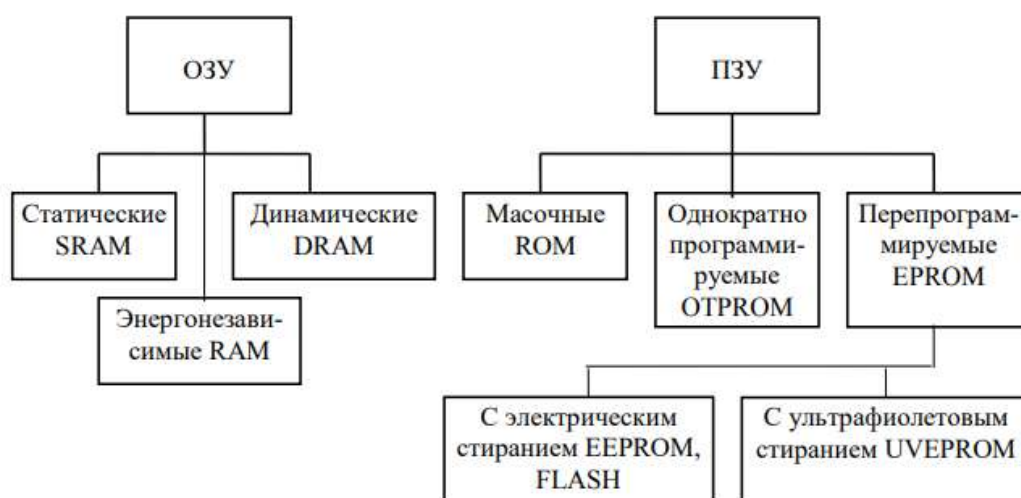 ОЗУ
ПЗУ
Статические
SRAM
Динамические
DRAM
Энергонезави-
симые RAM
Масочные
ROM
Однократно
программи-
руемые
OTPROM
Перепрограм-
мируемые
EPROM
С электрическим
стиранием EEPROM,
FLASH
С ультрафиолетовым
стиранием UVEPROM